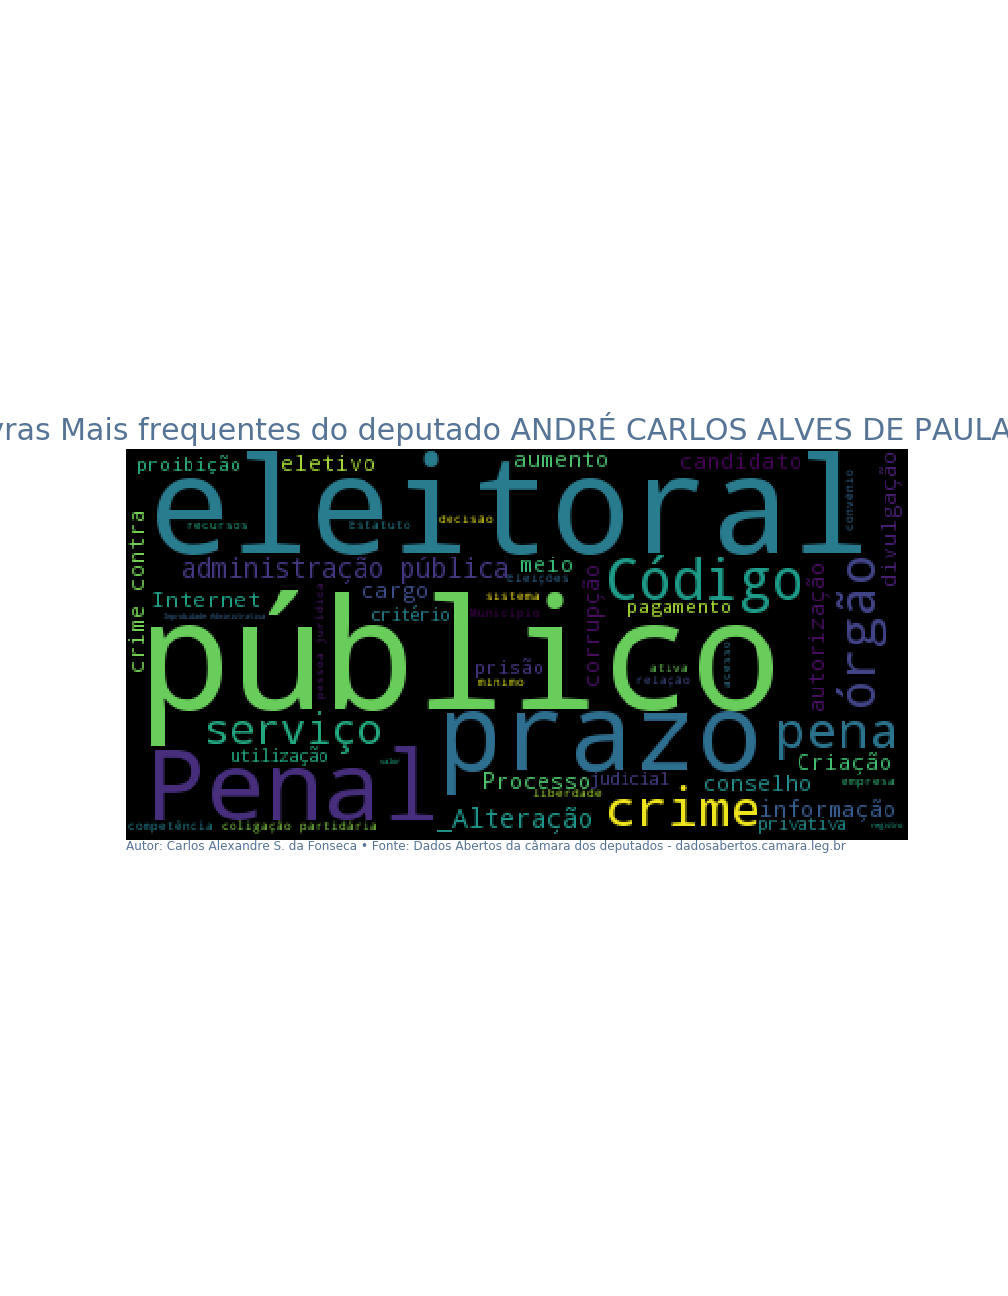 vras Mais frequentes do deputado ANDRÉ CARLOS ALVES DE PAULA
proibição
eletivo
aumento
candidato
divulgação
eleitoral
convênio
recursos
Estatuto
decisão
crime contra
administração pública
meio
Eleições
Código
órgão
cargo
Internet
sistema
critério
Município
pagamento
corrupção
autorização
Improbidade Administrativa
pessoa jurídica
público
prisão
mínimo
ativa
relação
acesso
serviço
prazo
pena
utilização
valor
Penal
Processo
judicial
liberdade
conselho
Criação
empresa
crime
informação
_Alteração
privativa
registro
competência
coligação partidária
Autor: Carlos Alexandre S. da Fonseca • Fonte: Dados Abertos da câmara dos deputados - dadosabertos.camara.leg.br